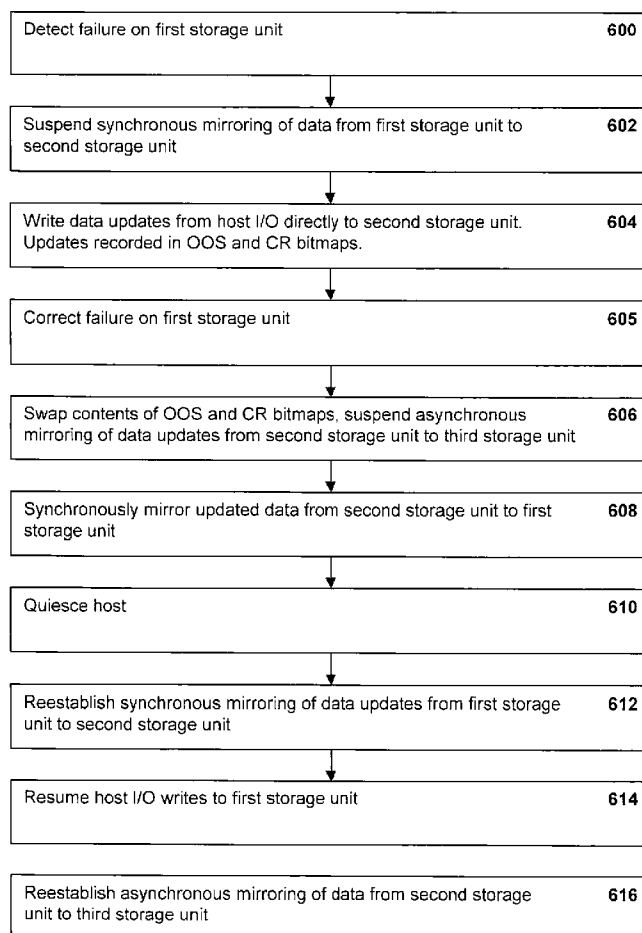 Detect failure on first storage unit 600
Suspend synchronous mirroring of data from first storage unit to 602
second storage unit
Write data updates from host I/O directly to second storage unit. 604
Updates recorded in OOS and CR bitmaps.
Correct failure on first storage unit 605
Swap contents of OOS and CR bitmaps, suspend asynchronous 606
mirroring of data updates from second storage unit to third storage unit
Synchronously mirror updated data from second storage unit to first 608
storage unit
Quiesce host 610
Reestablish synchronous mirroring of data updates from first storage 612
unit to second storage unit
Resume host I/O writes to first storage unit 614
Reestablish asynchronous mirroring of data from second storage 616
unit to third storage unit